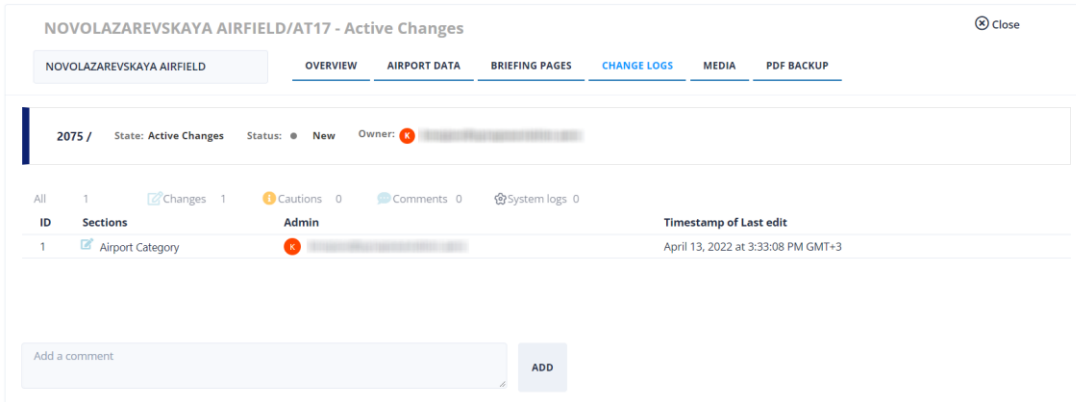 NOVOLAZAREVSKAYA AIRFIELD/AT17 - Active Changes
Close
NOVOLAZAREVSKAYA AIRFIELD OVERVIEW AIRPORT DATA BRIEFING PAGES CHANGE LOGS MEDIA PDF BACKUP
2075 / State: Active Changes Status: New Owner: K
All 1 Changes 1 Cautions 0 Comments 0 System logs 0
ID Sections Admin Timestamp of Last edit
1 Airport Category K April 13, 2022 at 3:33:08 PM GMT+3
Add a comment
ADD